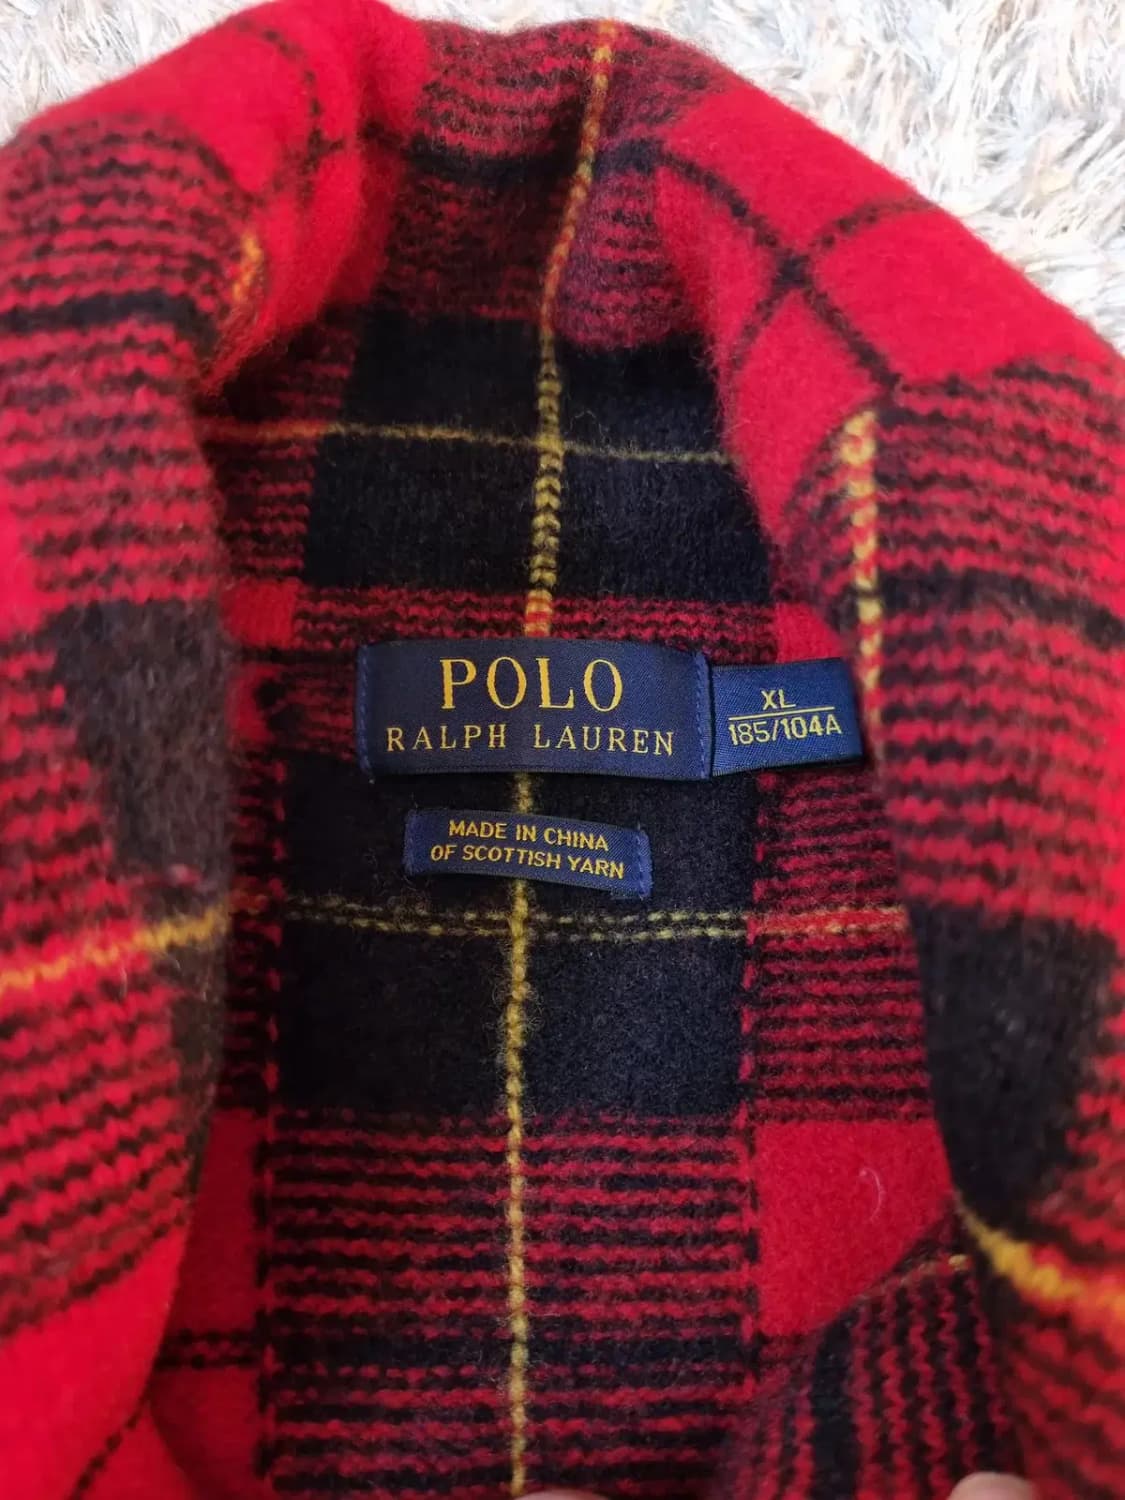 POLO
RALPH LAUREN
XL
185/104A
MADE IN CHINA
OF SCOTTISH YARN